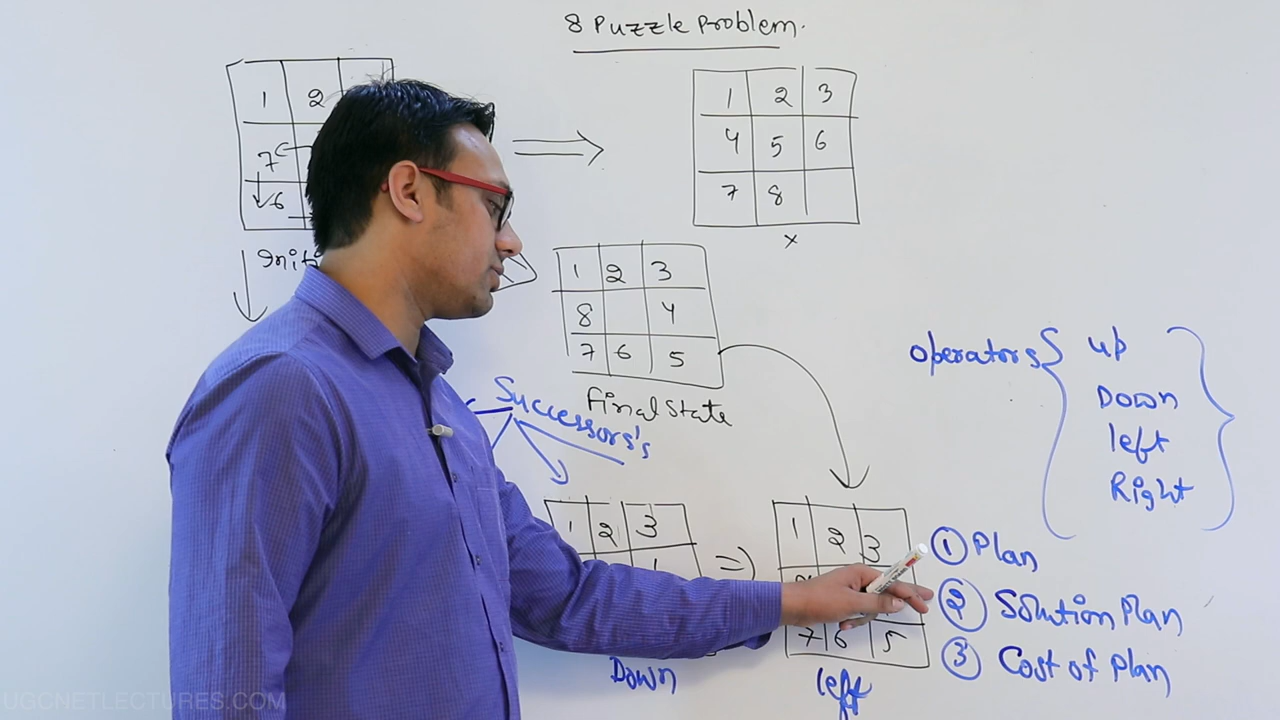 8 Puzzle Problem.
1 2
7
6
1 2 3
4 5 6
7 8
x
1 2 3
8 4
7 6 5
Final State
Successors's
operators { up
Down
left
Right }
1 2 3
Down
1 2 3
7 6 5
left
① Plan
② Solution Plan
③ Cost of Plan
UGCNETLECTURES.COM